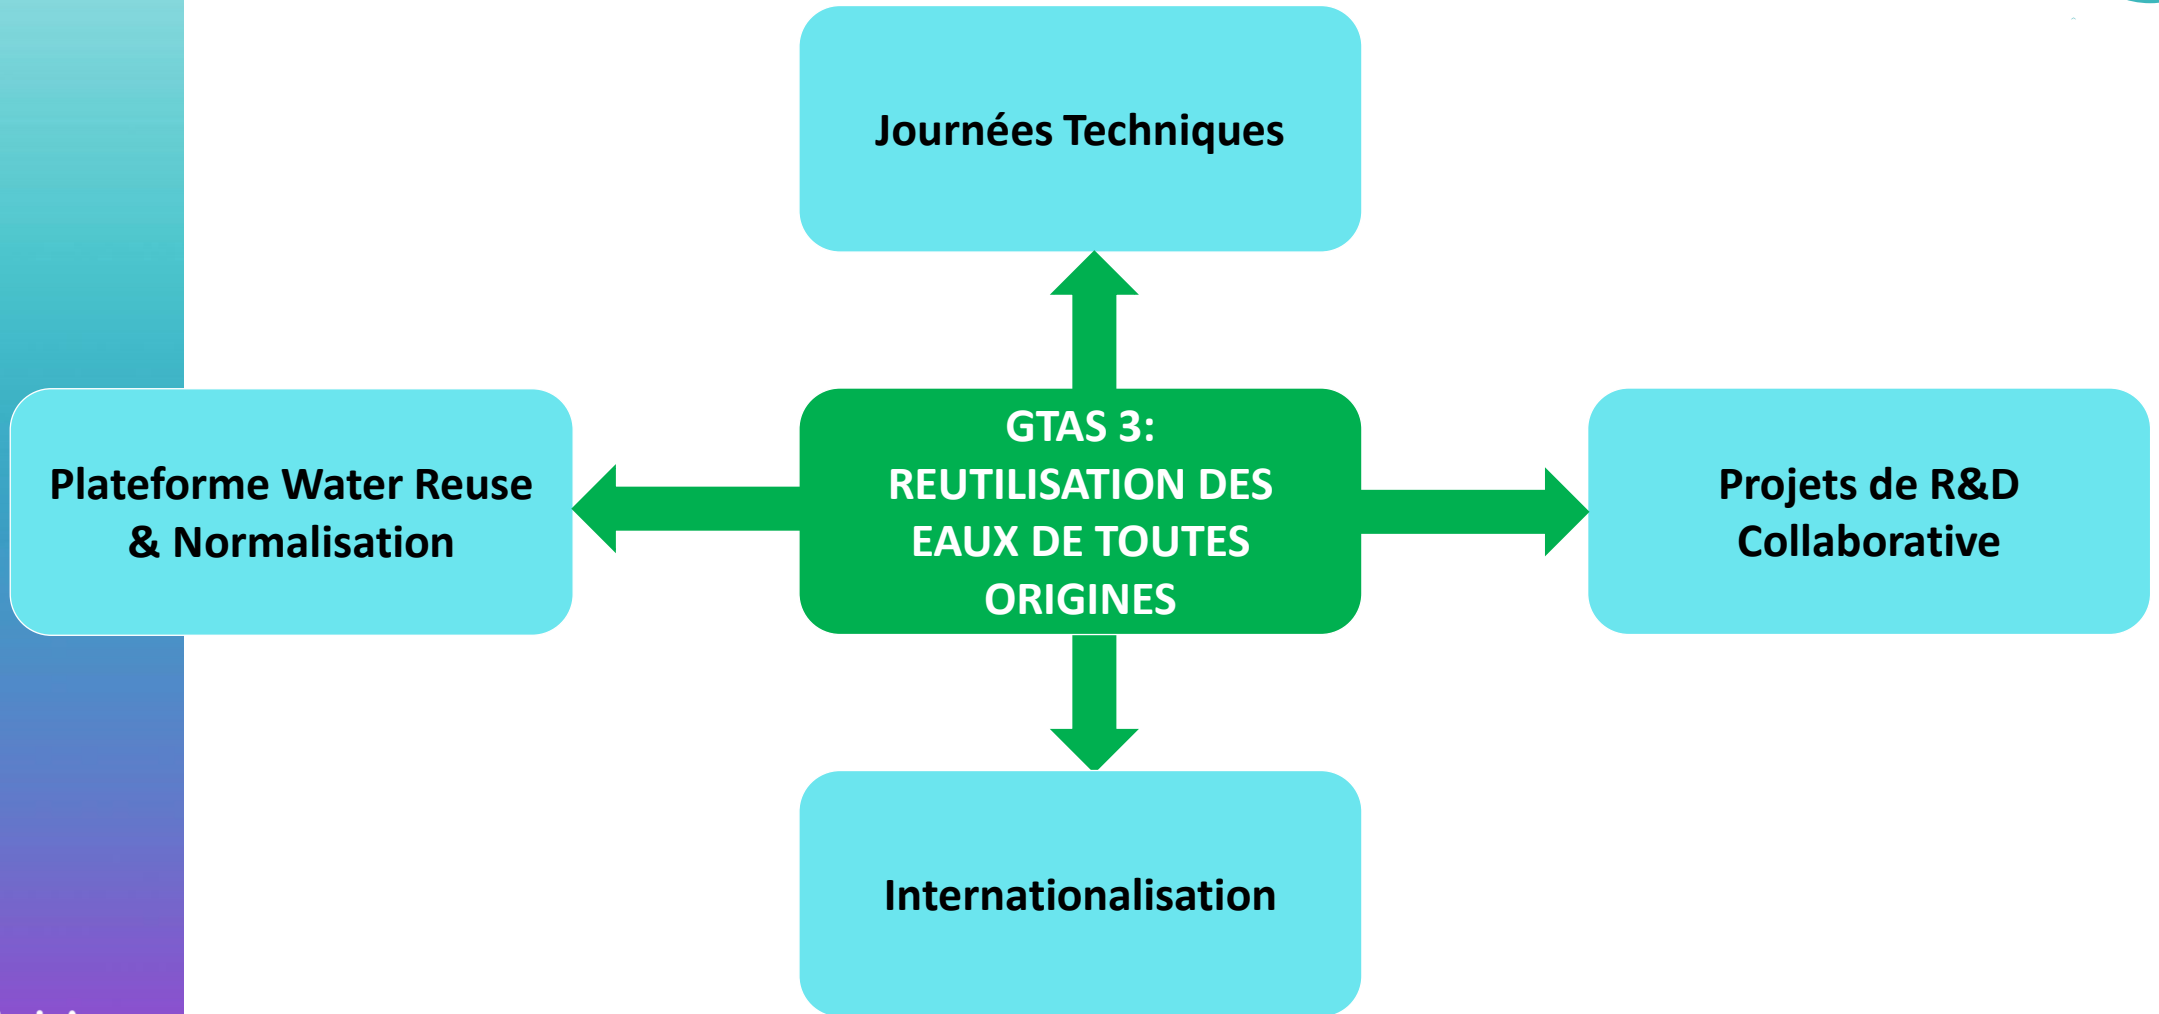 Journées Techniques
Plateforme Water Reuse
& Normalisation
GTAS 3:
REUTILISATION DES
EAUX DE TOUTES
ORIGINES
Projets de R&D
Collaborative
Internationalisation